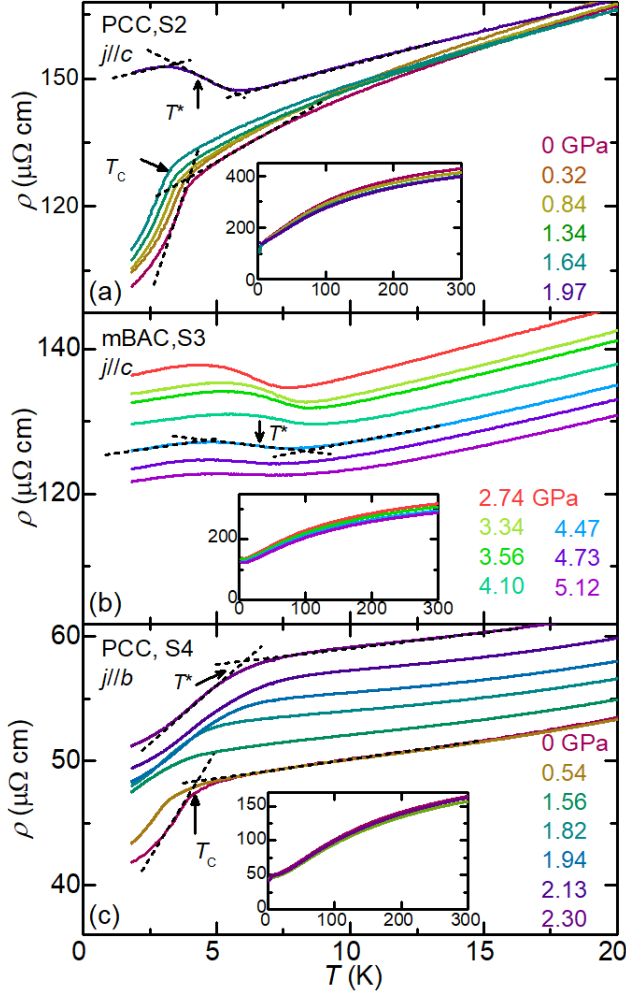 PCC,S2
j//c
150
T*
T_C
0 GPa
0.32
0.84
1.34
1.64
1.97
120
400
200
0
0 100 200 300
ρ (μΩ cm)
(a)
mBAC,S3
j//c
140
T*
120
2.74 GPa
3.34 4.47
3.56 4.73
4.10 5.12
200
0 100 200 300
ρ (μΩ cm)
(b)
60
PCC, S4
j//b
T*
50
0 GPa
0.54
1.56
1.82
1.94
2.13
2.30
T_C
150
100
50
0
0 100 200 300
40
ρ (μΩ cm)
(c)
0 5 10 15 20
T (K)